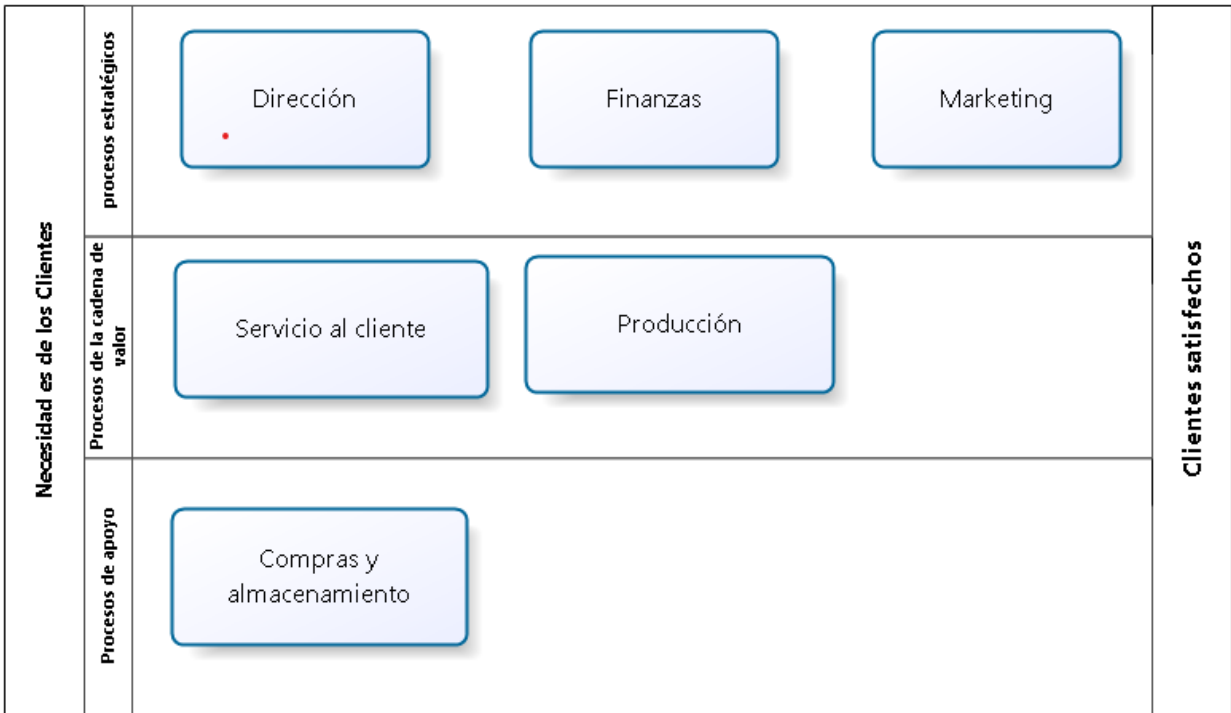 Necesidad es de los Clientes
procesos estratégicos
Dirección
Finanzas
Marketing
Procesos de la cadena de
valor
Servicio al cliente
Producción
Procesos de apoyo
Compras y
almacenamiento
Clientes satisfechos